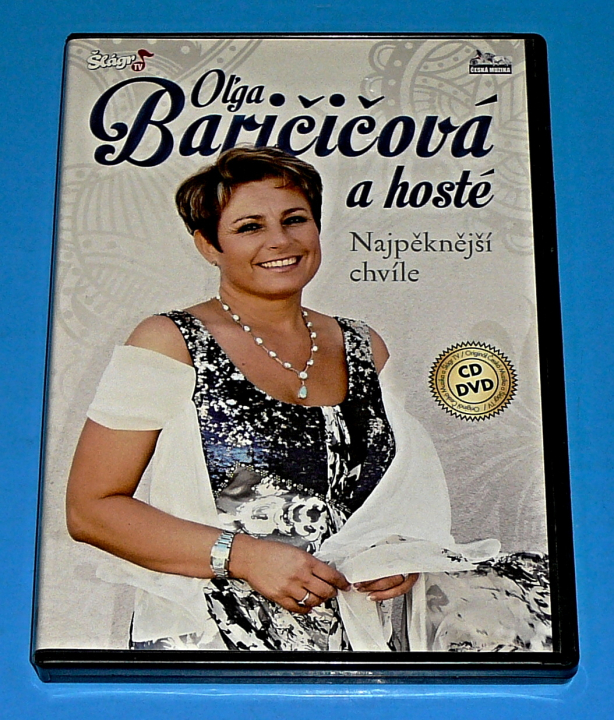 Šlágr TV
ČESKÁ MUZIKA
Oľga
Baričičová
a hosté
Najpěknější
chvíle
CD
DVD